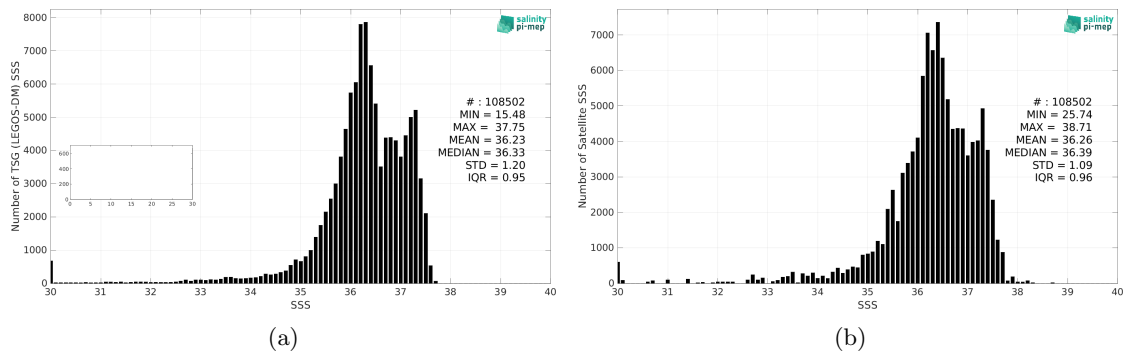 8000
7000
6000
5000
4000
3000
2000
1000
0
Number of TSG (LEGOS-DM) SSS
salinity
pi-mep
# : 108502
MIN = 15.48
MAX = 37.75
MEAN = 36.23
MEDIAN = 36.33
STD = 1.20
IQR = 0.95
600
400
200
0
0 5 10 15 20 25 30
30 31 32 33 34 35 36 37 38 39 40
SSS
(a)
7000
6000
5000
4000
3000
2000
1000
0
Number of Satellite SSS
salinity
pi-mep
# : 108502
MIN = 25.74
MAX = 38.71
MEAN = 36.26
MEDIAN = 36.39
STD = 1.09
IQR = 0.96
30 31 32 33 34 35 36 37 38 39 40
SSS
(b)